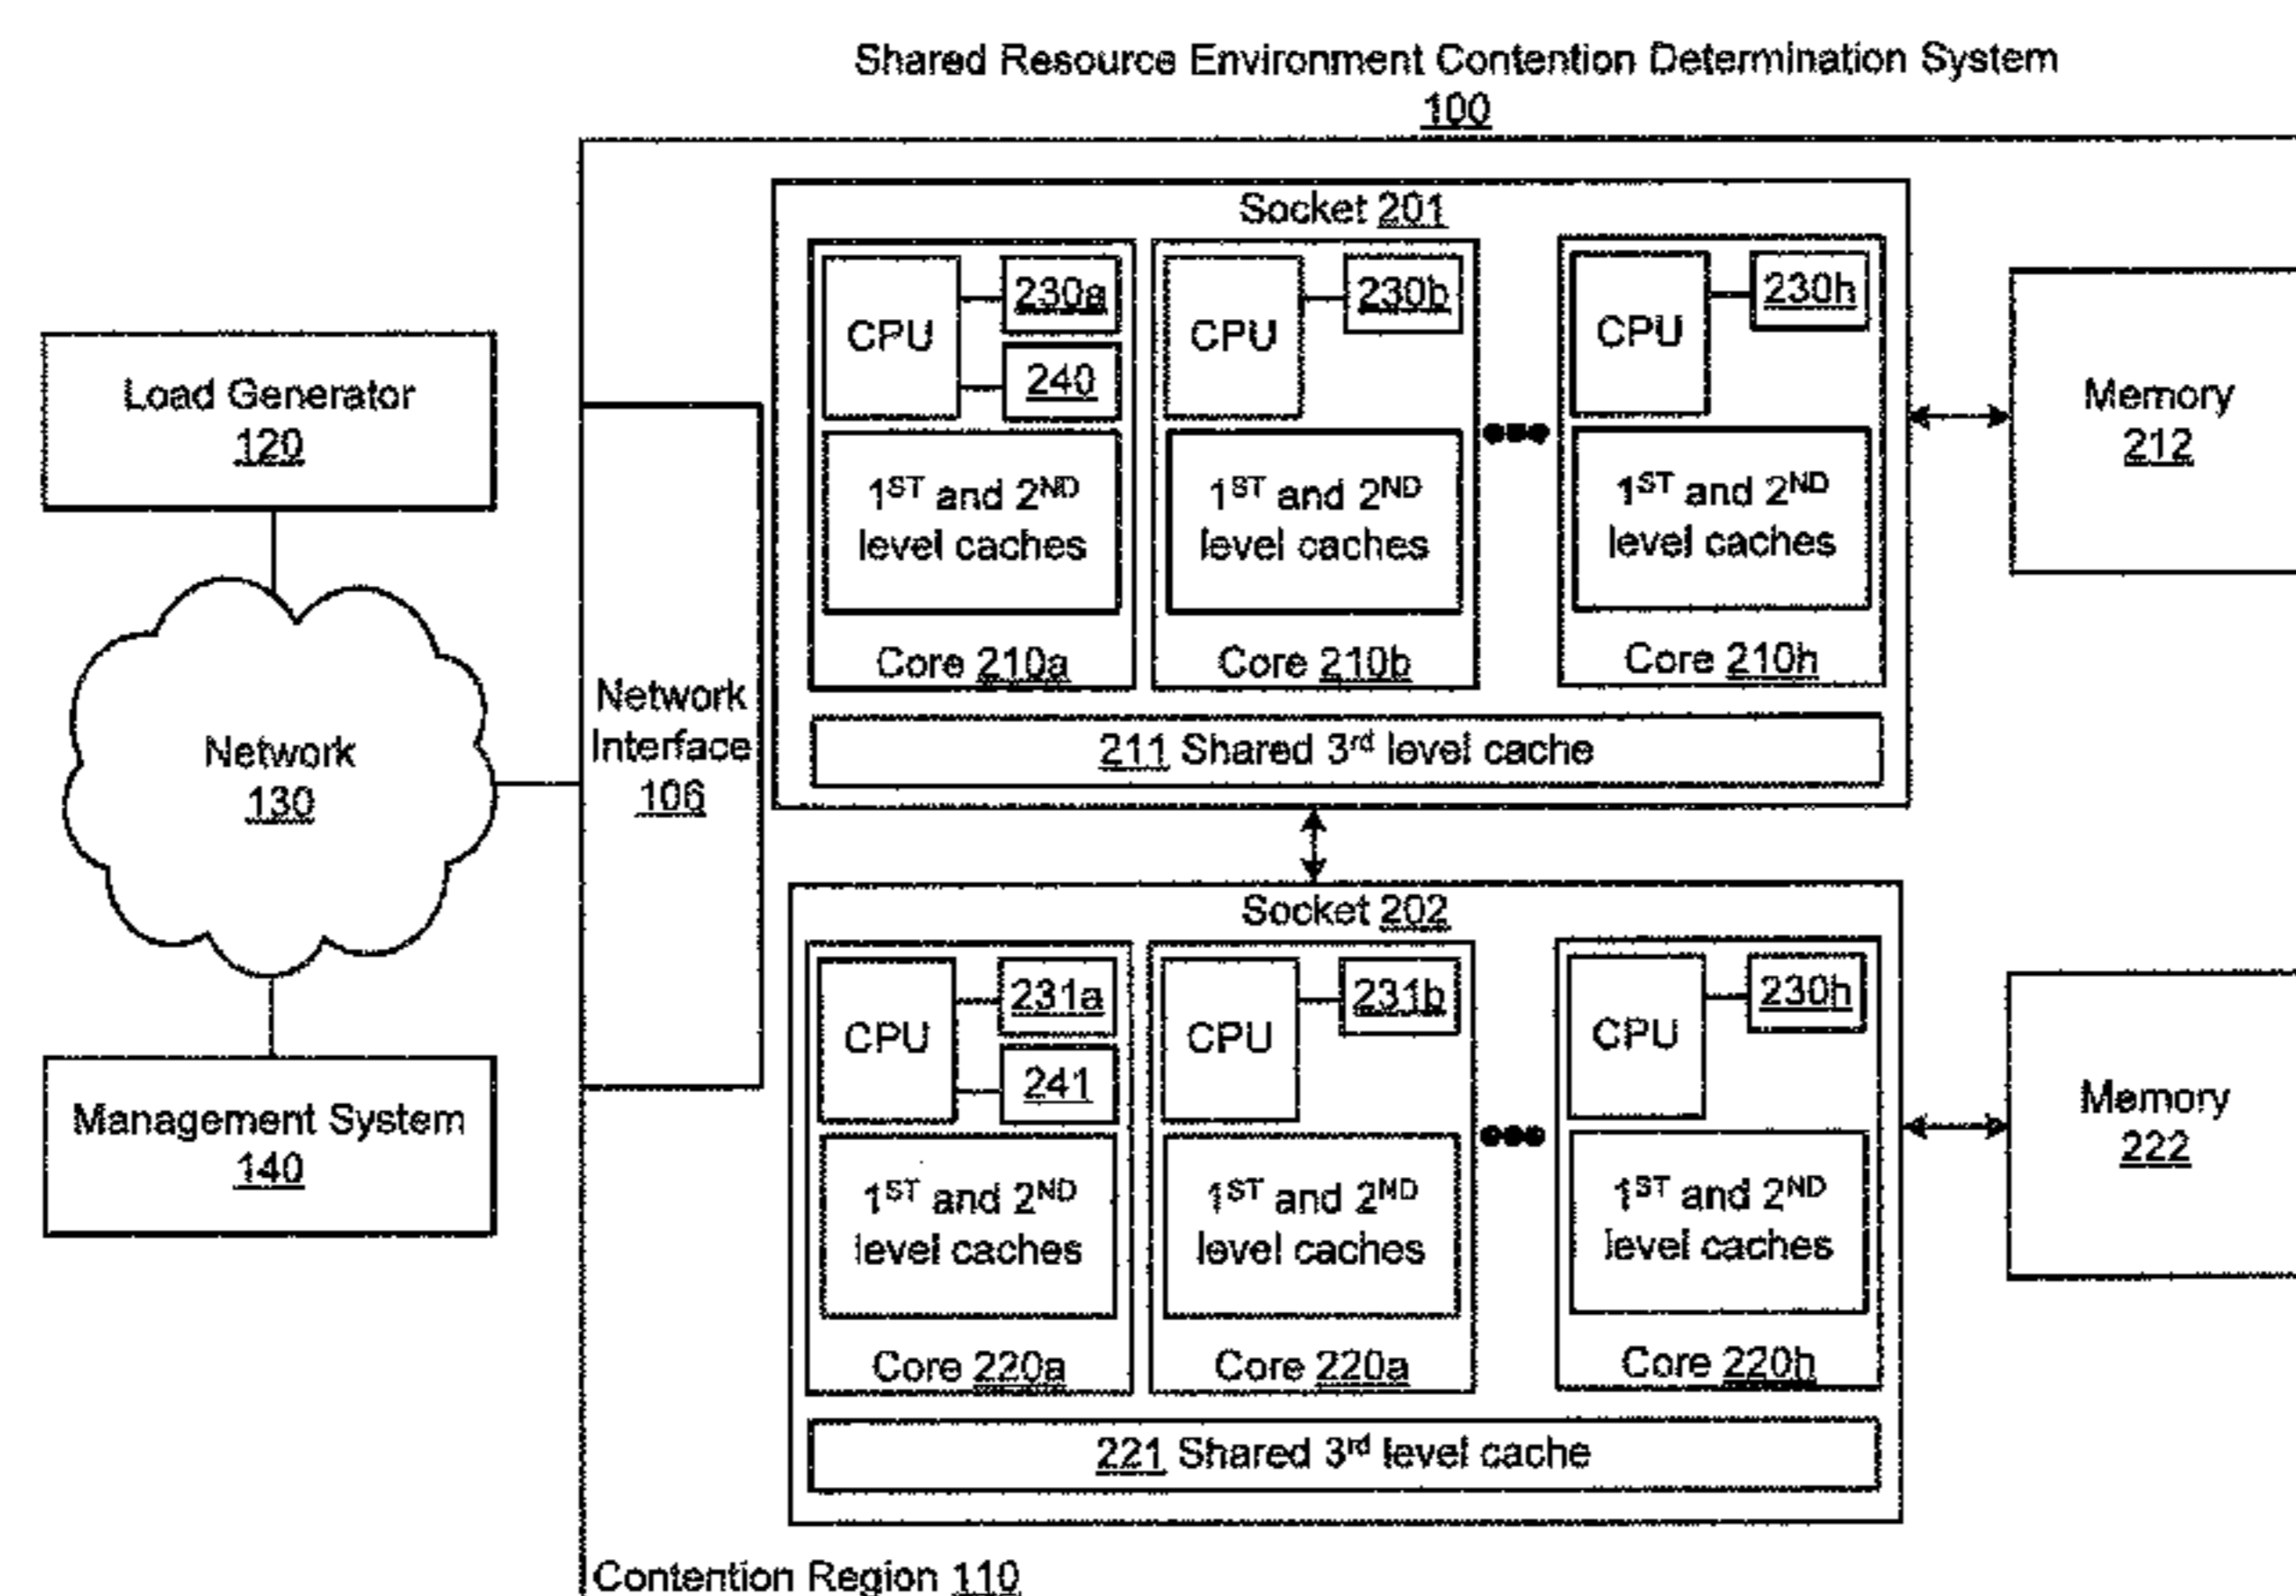 Shared Resource Environment Contention Determination System
100
Load Generator
120
Network
130
Management System
140
Network
Interface
106
Socket 201
CPU
230a
240
1ST and 2ND
level caches
Core 210a
CPU
230b
1ST and 2ND
level caches
Core 210b
CPU
230h
1ST and 2ND
level caches
Core 210h
211 Shared 3rd level cache
Memory
212
Socket 202
CPU
231a
241
1ST and 2ND
level caches
Core 220a
CPU
231b
1ST and 2ND
level caches
Core 220a
CPU
230h
1ST and 2ND
level caches
Core 220h
221 Shared 3rd level cache
Memory
222
Contention Region 110